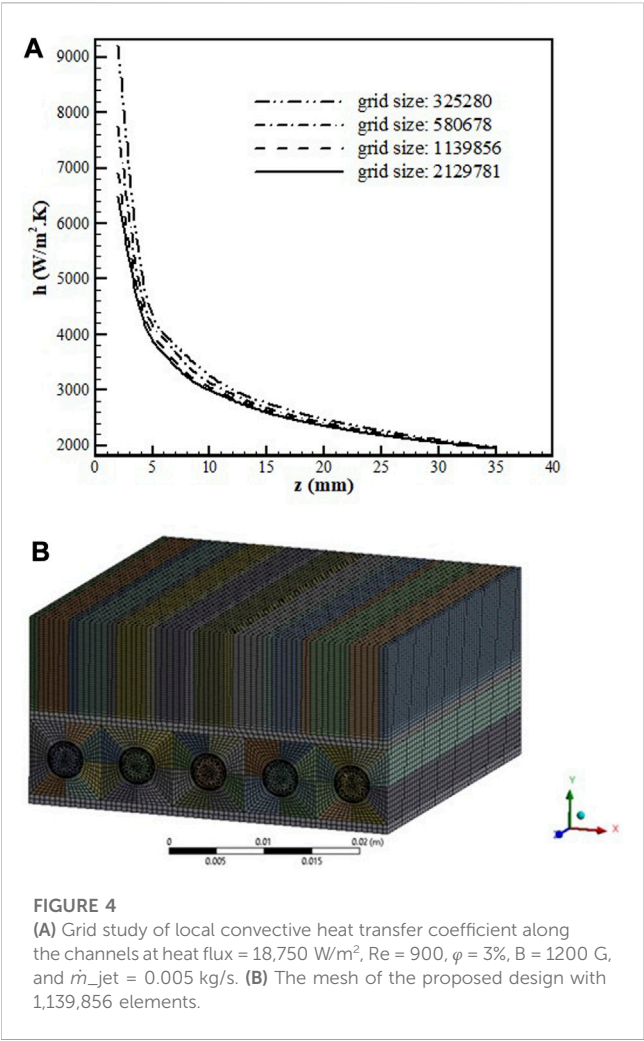 A
9000
8000
7000
6000
5000
4000
3000
2000
h (W/m².K)
grid size: 325280
grid size: 580678
grid size: 1139856
grid size: 2129781
0 5 10 15 20 25 30 35 40
z (mm)
B
0 0.01 0.02 (m)
0.005 0.015
Y
X
Z
FIGURE 4
(A) Grid study of local convective heat transfer coefficient along
the channels at heat flux = 18,750 W/m², Re = 900, φ = 3%, B = 1200 G,
and ṁ_jet = 0.005 kg/s. (B) The mesh of the proposed design with
1,139,856 elements.